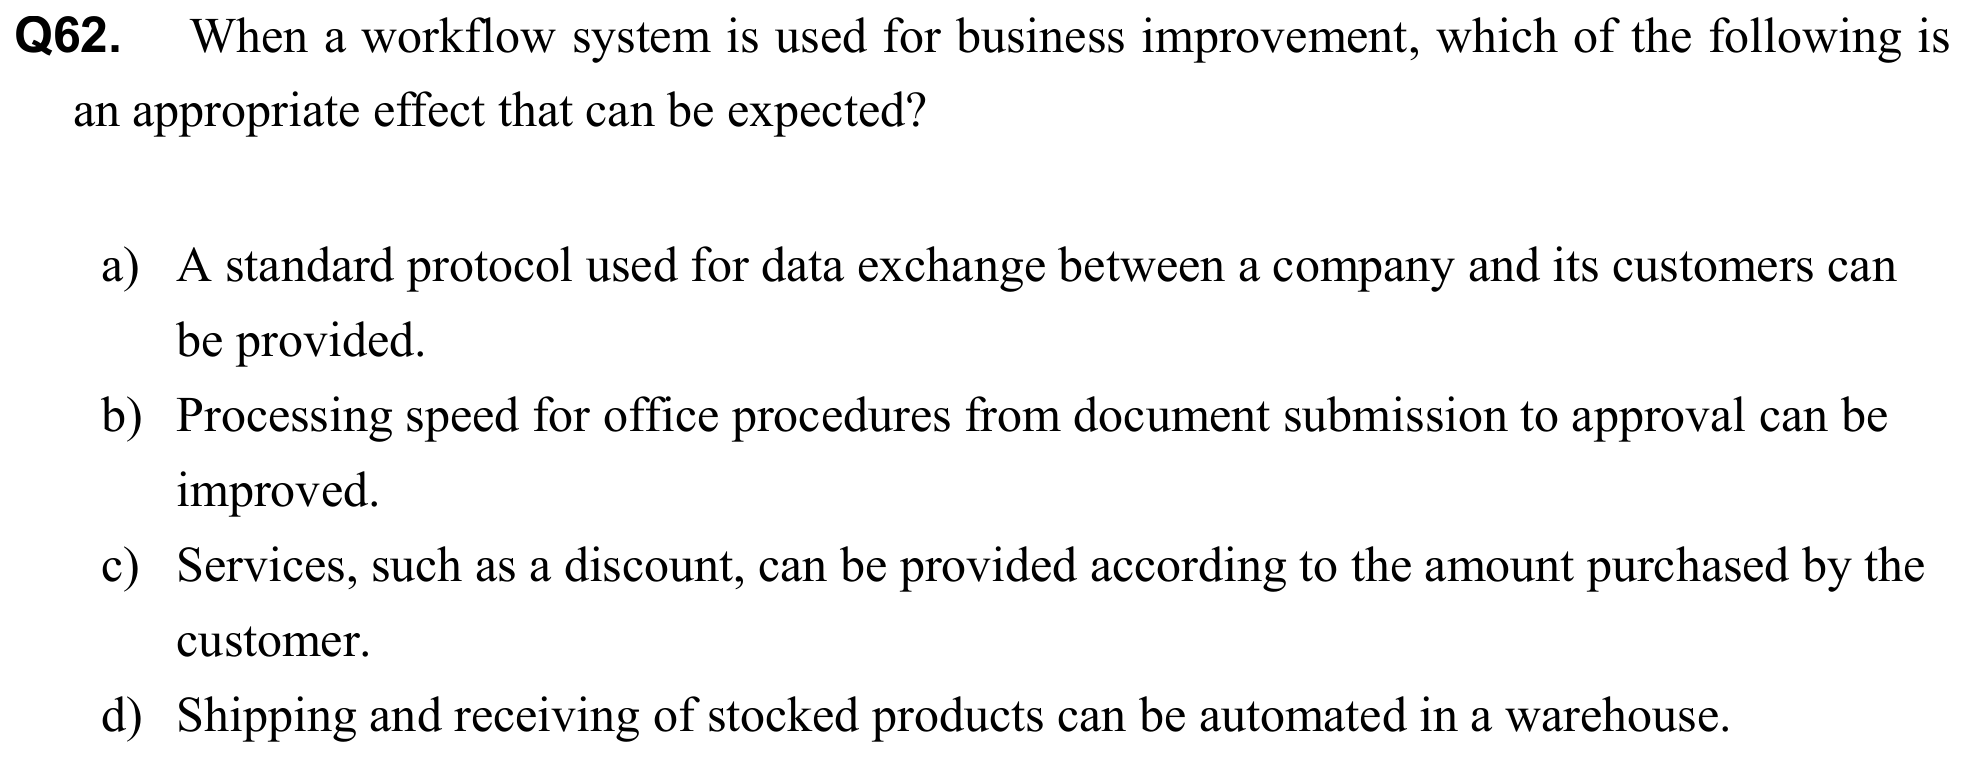 Q62. When a workflow system is used for business improvement, which of the following is
an appropriate effect that can be expected?
a) A standard protocol used for data exchange between a company and its customers can
be provided.
b) Processing speed for office procedures from document submission to approval can be
improved.
c) Services, such as a discount, can be provided according to the amount purchased by the
customer.
d) Shipping and receiving of stocked products can be automated in a warehouse.